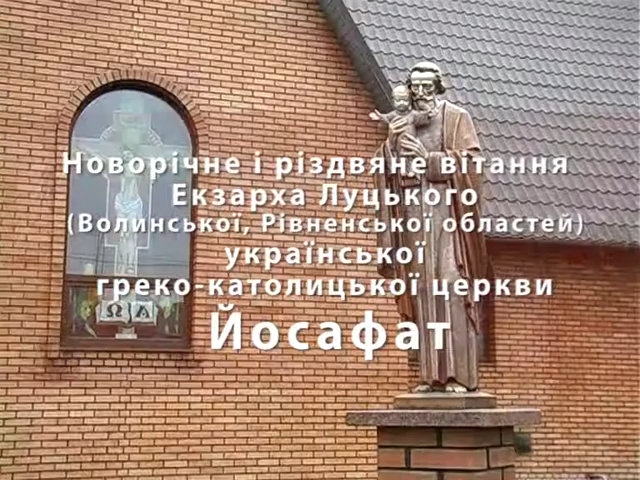 Новорічне і різдвяне вітання
Екзарха Луцького
(Волинської, Рівненської областей)
української
греко-католицької церкви
Йосафат
Ω Α